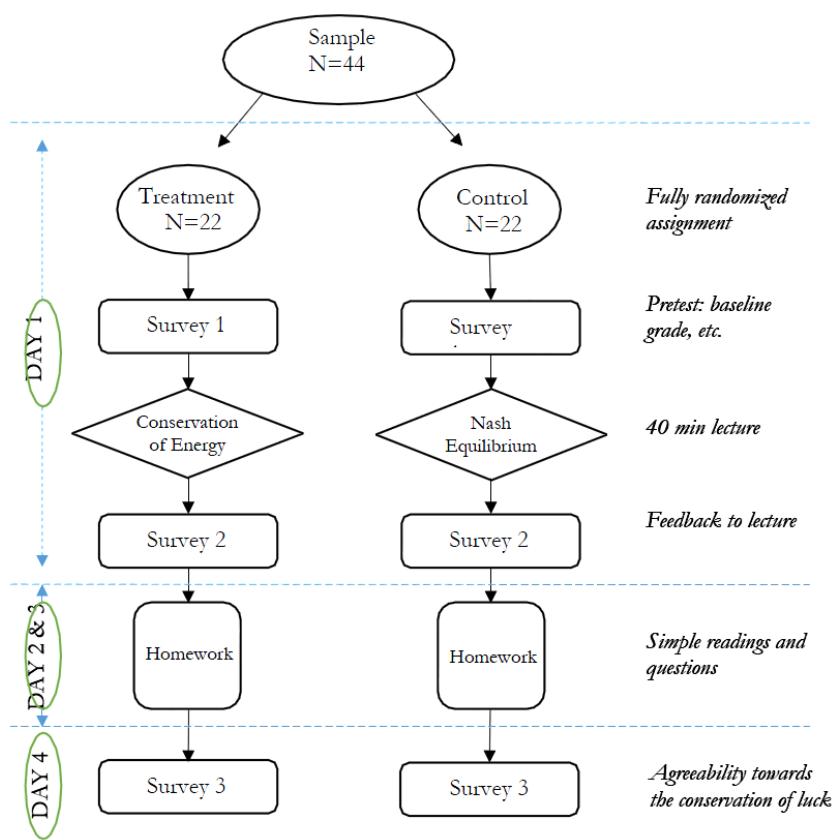 Sample
N=44
Treatment
N=22
Control
N=22
Fully randomized
assignment
DAY 1
Survey 1
Survey
Pretest: baseline
grade, etc.
Conservation
of Energy
Nash
Equilibrium
40 min lecture
Survey 2
Survey 2
Feedback to lecture
DAY 2 & 3
Homework
Homework
Simple readings and
questions
DAY 4
Survey 3
Survey 3
Agreeability towards
the conservation of luck